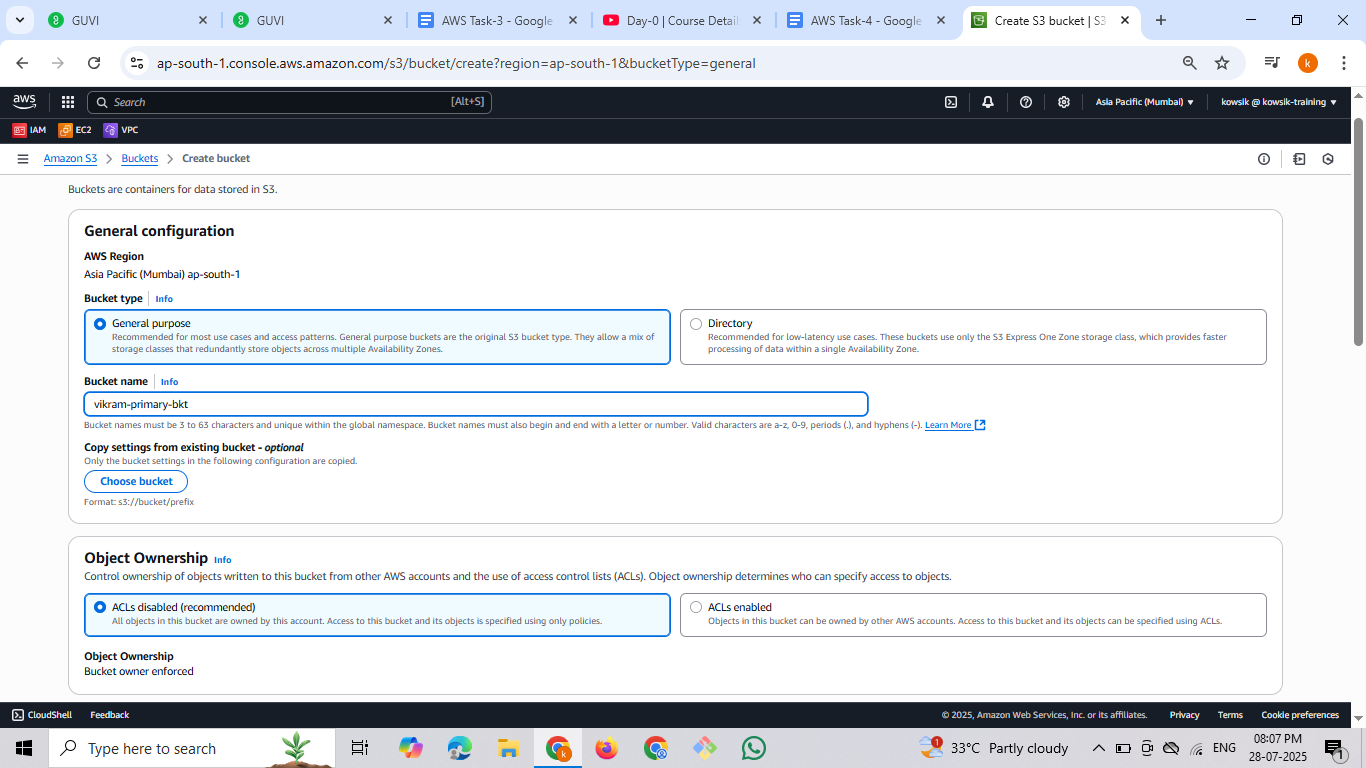 GUVI
GUVI
AWS Task-3 - Google
Day-0 | Course Detail
AWS Task-4 - Google
Create S3 bucket | S3
ap-south-1.console.aws.amazon.com/s3/bucket/create?region=ap-south-1&bucketType=general
k
aws
Search
[Alt+S]
Asia Pacific (Mumbai)
kowsik @ kowsik-training
IAM
EC2
VPC
Amazon S3
Buckets
Create bucket
Buckets are containers for data stored in S3.
General configuration
AWS Region
Asia Pacific (Mumbai) ap-south-1
Bucket type
Info
General purpose
Recommended for most use cases and access patterns. General purpose buckets are the original S3 bucket type. They allow a mix of
storage classes that redundantly store objects across multiple Availability Zones.
Directory
Recommended for low-latency use cases. These buckets use only the S3 Express One Zone storage class, which provides faster
processing of data within a single Availability Zone.
Bucket name
Info
vikram-primary-bkt
Bucket names must be 3 to 63 characters and unique within the global namespace. Bucket names must also begin and end with a letter or number. Valid characters are a-z, 0-9, periods (.), and hyphens (-). Learn More
Copy settings from existing bucket - optional
Only the bucket settings in the following configuration are copied.
Choose bucket
Format: s3://bucket/prefix
Object Ownership
Info
Control ownership of objects written to this bucket from other AWS accounts and the use of access control lists (ACLs). Object ownership determines who can specify access to objects.
ACLs disabled (recommended)
All objects in this bucket are owned by this account. Access to this bucket and its objects is specified using only policies.
ACLs enabled
Objects in this bucket can be owned by other AWS accounts. Access to this bucket and its objects can be specified using ACLs.
Object Ownership
Bucket owner enforced
CloudShell
Feedback
© 2025, Amazon Web Services, Inc. or its affiliates.
Privacy
Terms
Cookie preferences
Type here to search
k
1
33°C Partly cloudy
ENG
08:07 PM
28-07-2025
1